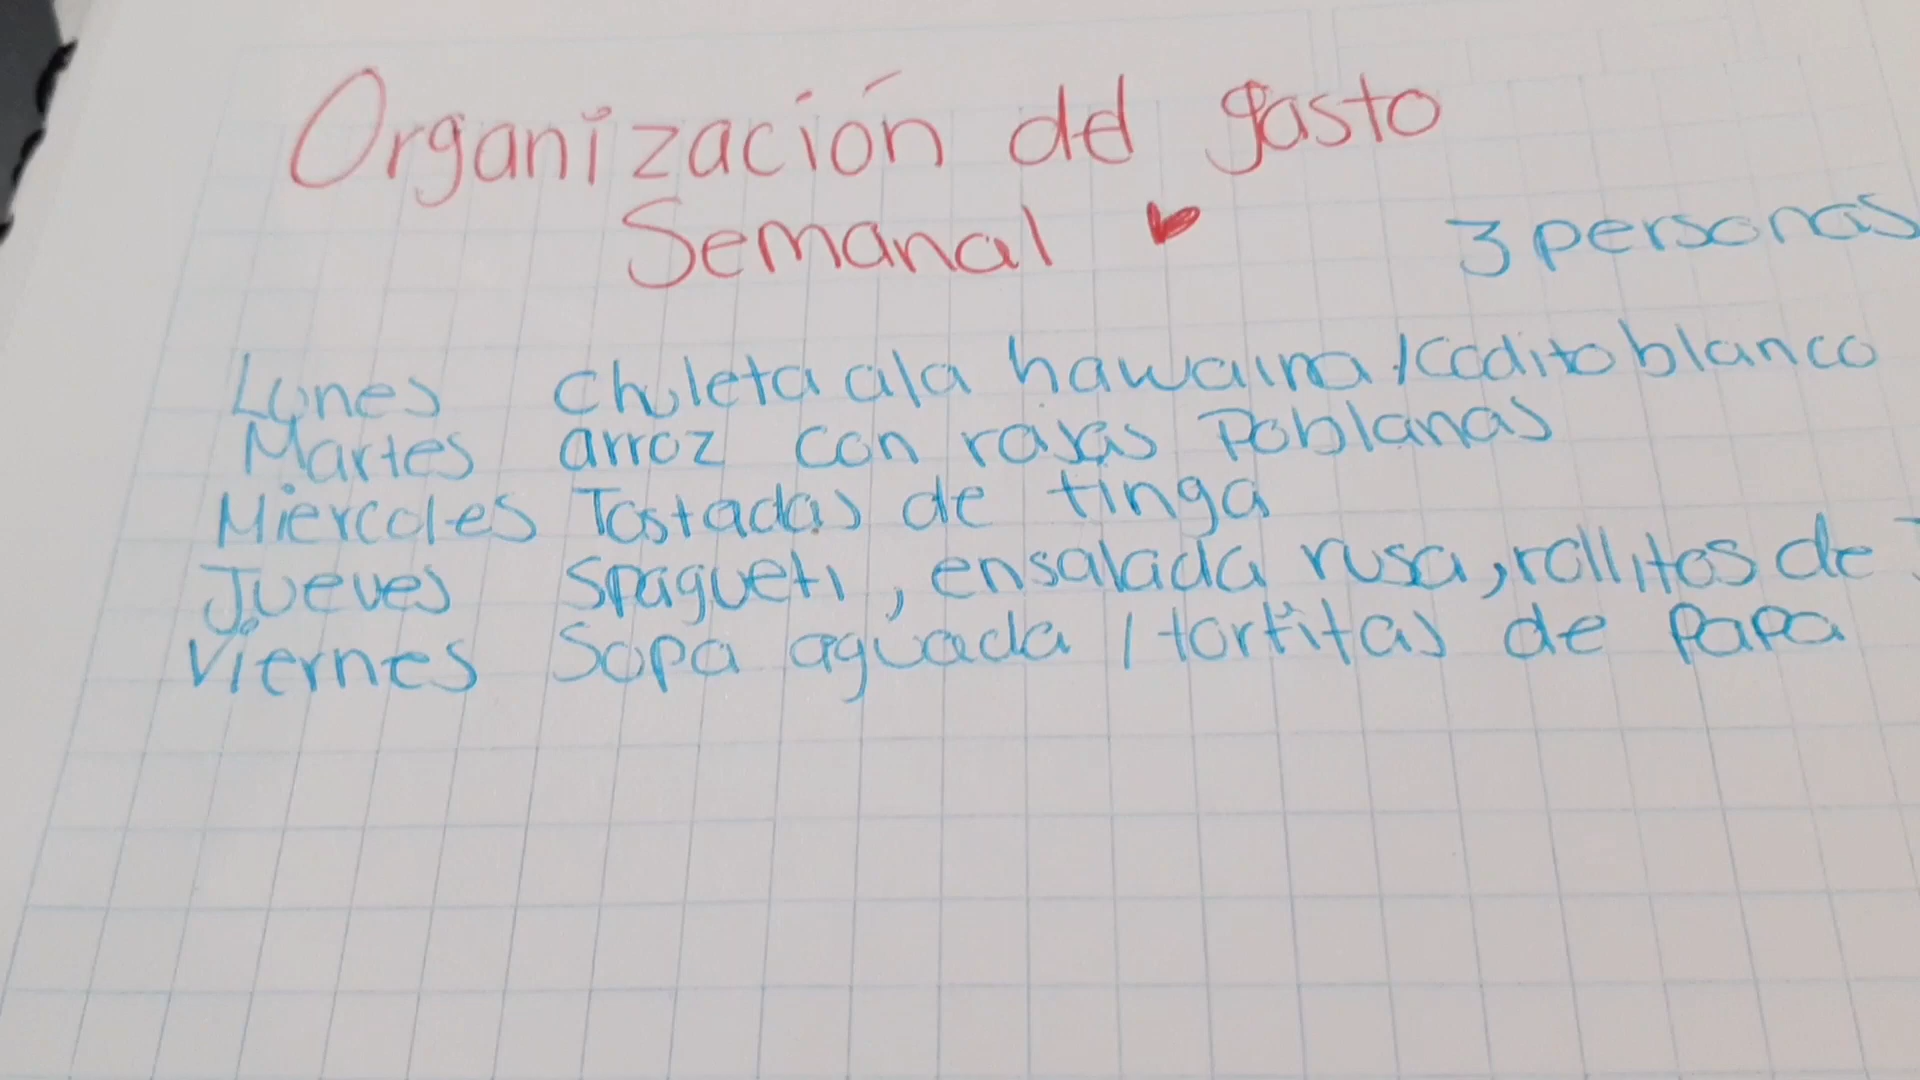 Organización del gasto
Semanal
3 personas
Lunes chuleta ala hawaina / Codito blanco
Martes arroz con rajas Poblanas
Miercoles Tostadas de tinga
Jueves Spagueti, ensalada rusa, rollitos de
Viernes Sopa aguada / tortitas de papa